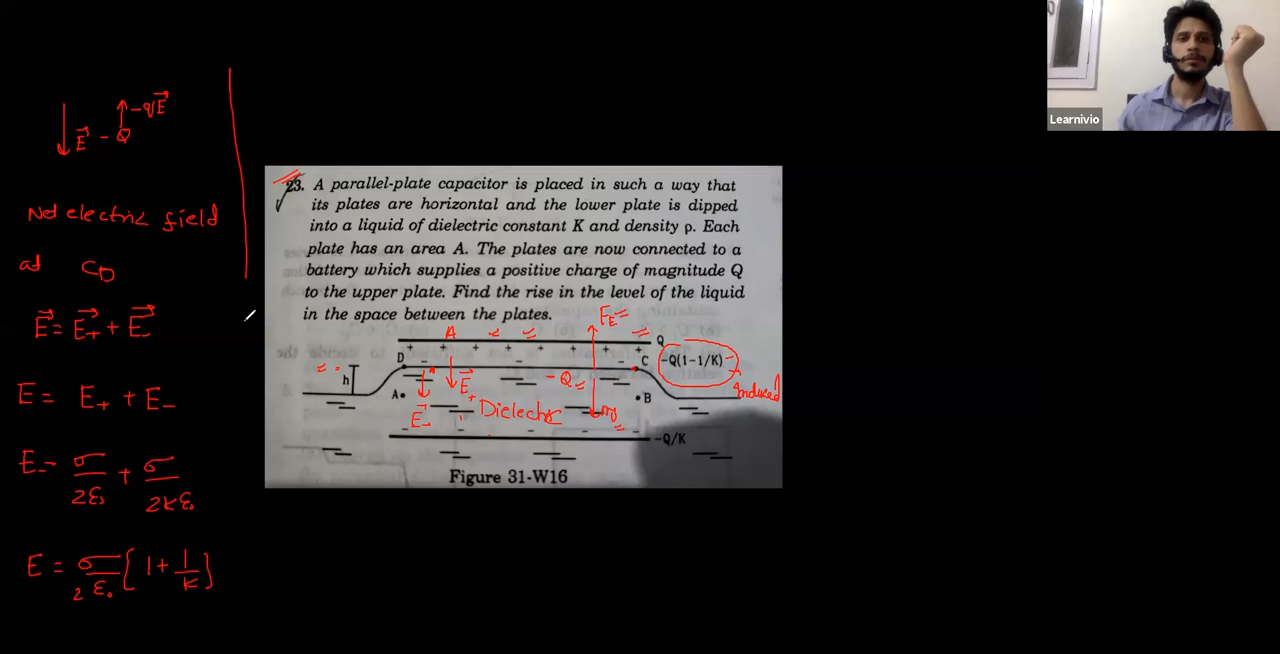 Learnivio
E⃗ - Q -qE⃗
Net electric field
at CD
E⃗ = E⃗+ + E⃗-
E = E+ + E-
E = σ/2ε₀ + σ/2Kε₀
E = σ/2ε₀ [1 + 1/K]
23. A parallel-plate capacitor is placed in such a way that
its plates are horizontal and the lower plate is dipped
into a liquid of dielectric constant K and density ρ. Each
plate has an area A. The plates are now connected to a
battery which supplies a positive charge of magnitude Q
to the upper plate. Find the rise in the level of the liquid
in the space between the plates.
A FE Q
+ + + + + + + +
D C -Q(1-1/K)
h E⃗+ -Q Induced
A E⃗- Dielectric mg B
-Q/K
Figure 31-W16